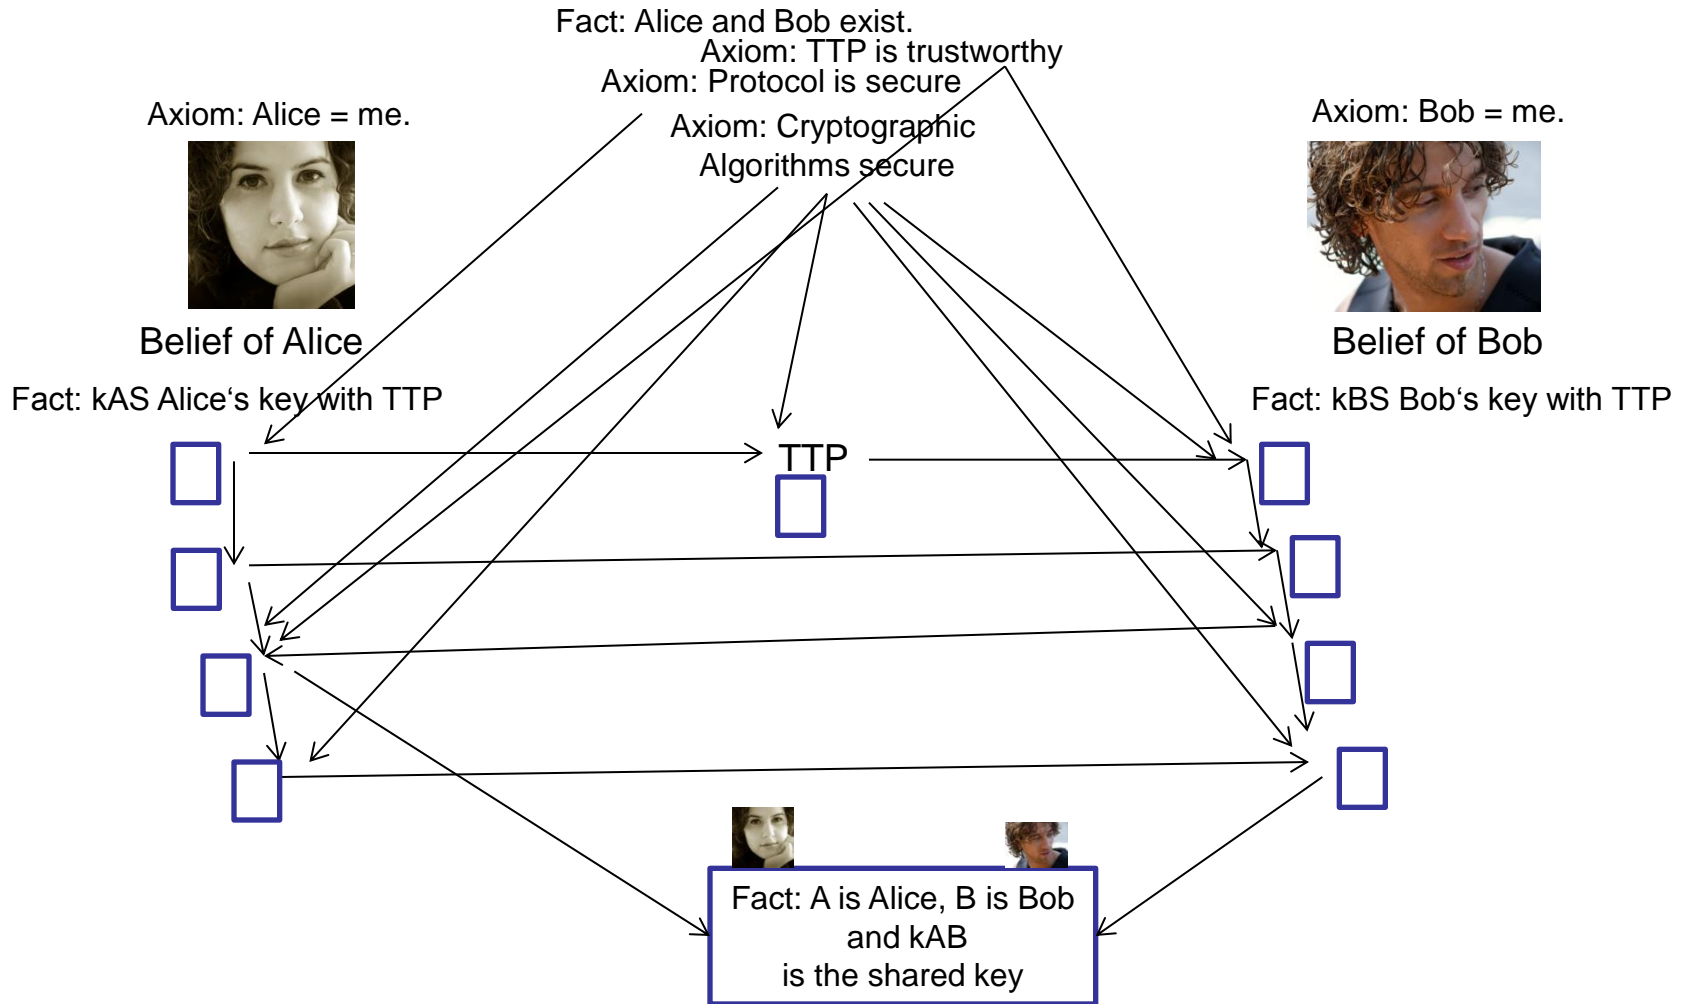 Fact: Alice and Bob exist.
Axiom: TTP is trustworthy
Axiom: Protocol is secure
Axiom: Alice = me.
Axiom: Cryptographic
Algorithms secure
Axiom: Bob = me.
Belief of Alice
Belief of Bob
Fact: kAS Alice‘s key with TTP
Fact: kBS Bob‘s key with TTP
TTP
Fact: A is Alice, B is Bob
and kAB
is the shared key